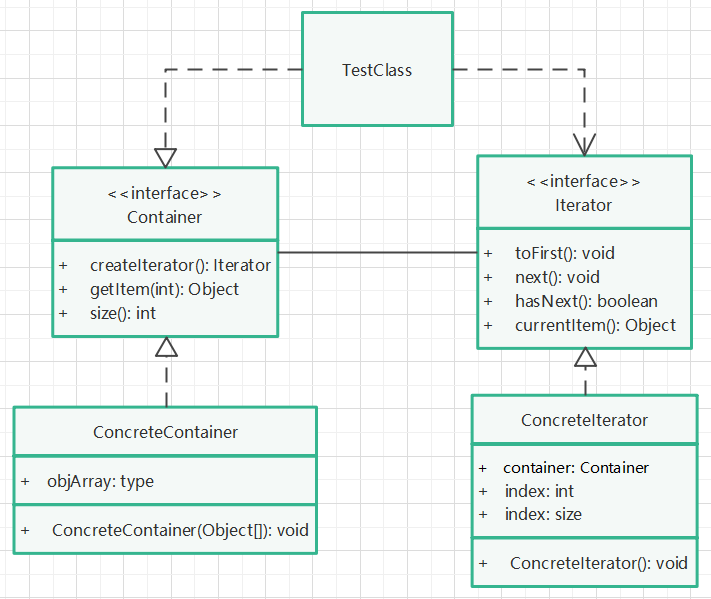 TestClass
<<interface>>
Container
+ createIterator(): Iterator
+ getItem(int): Object
+ size(): int
<<interface>>
Iterator
+ toFirst(): void
+ next(): void
+ hasNext(): boolean
+ currentItem(): Object
ConcreteContainer
+ objArray: type
+ ConcreteContainer(Object[]): void
ConcreteIterator
+ container: Container
+ index: int
+ index: size
+ ConcreteIterator(): void